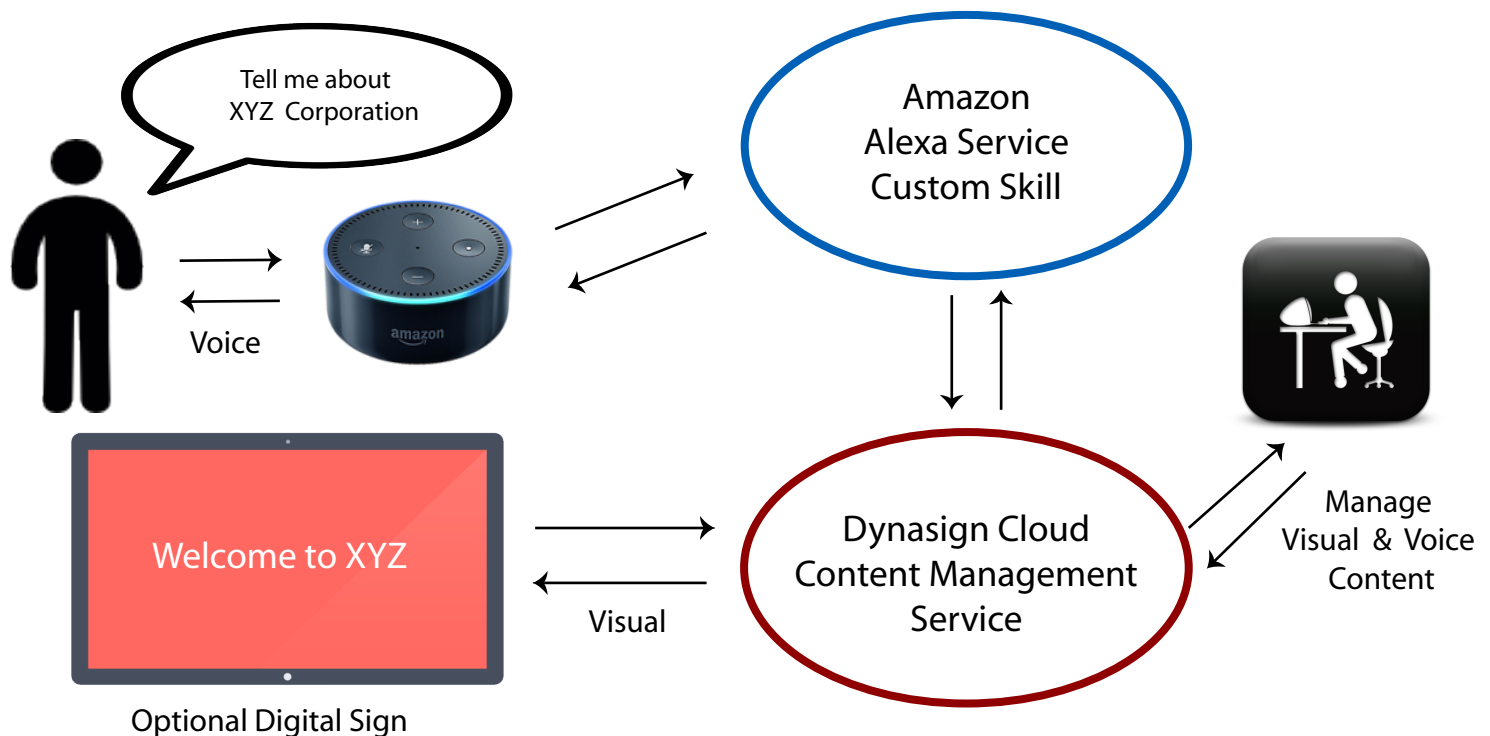 Tell me about
XYZ Corporation
Amazon
Alexa Service
Custom Skill
amazon
Voice
Welcome to XYZ
Dynasign Cloud
Content Management
Service
Manage
Visual & Voice
Content
Visual
Optional Digital Sign